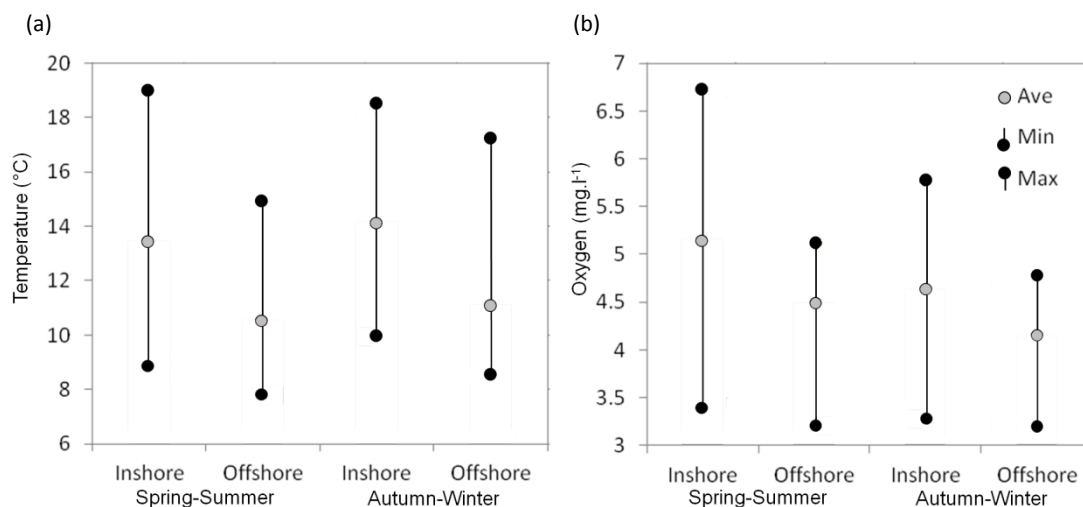 (a)
Temperature (°C)
20
18
16
14
12
10
8
6
Inshore Offshore Inshore Offshore
Spring-Summer Autumn-Winter
(b)
Oxygen (mg.l⁻¹)
7
6.5
6
5.5
5
4.5
4
3.5
3
Ave
Min
Max
Inshore Offshore Inshore Offshore
Spring-Summer Autumn-Winter